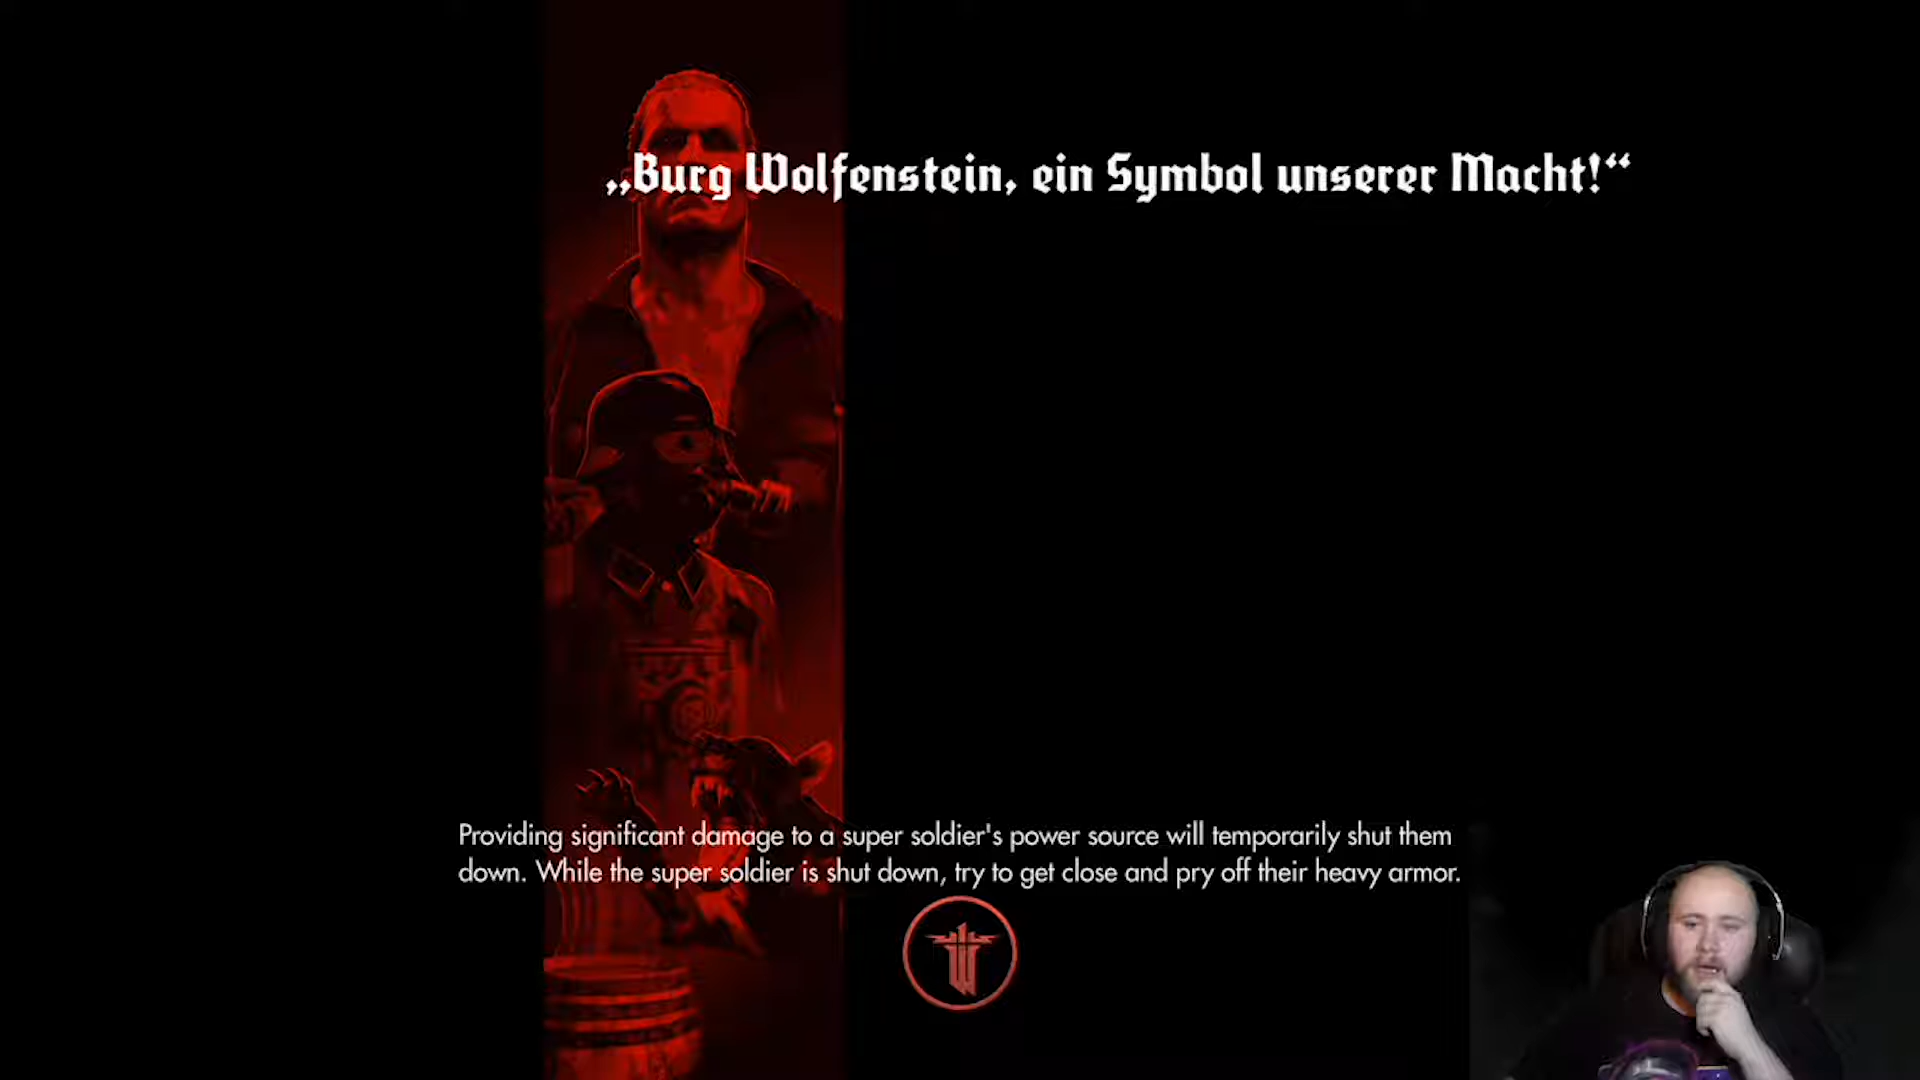 „Burg Wolfenstein, ein Symbol unserer Macht!“
Providing significant damage to a super soldier's power source will temporarily shut them
down. While the super soldier is shut down, try to get close and pry off their heavy armor.